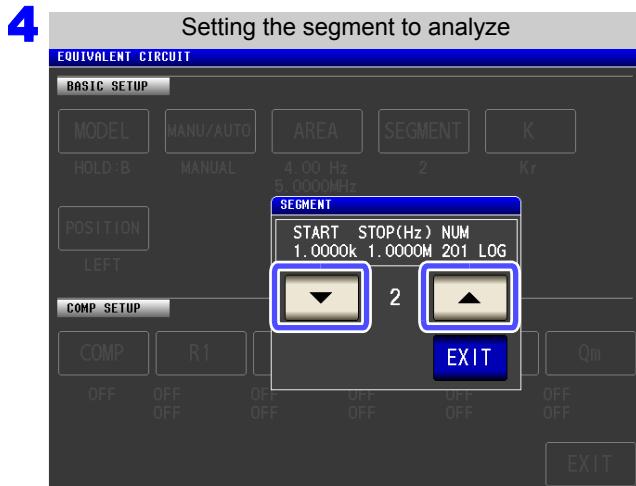 4
Setting the segment to analyze
EQUIVALENT CIRCUIT
BASIC SETUP
MODEL MANU/AUTO AREA SEGMENT K
HOLD:B MANUAL 4.00 Hz 2 Kr
5.0000MHz
POSITION
LEFT
SEGMENT
START STOP(Hz) NUM
1.0000k 1.0000M 201 LOG
▼ 2 ▲
EXIT
COMP SETUP
COMP R1 Qm
OFF OFF OFF OFF OFF OFF
OFF OFF OFF OFF OFF
EXIT